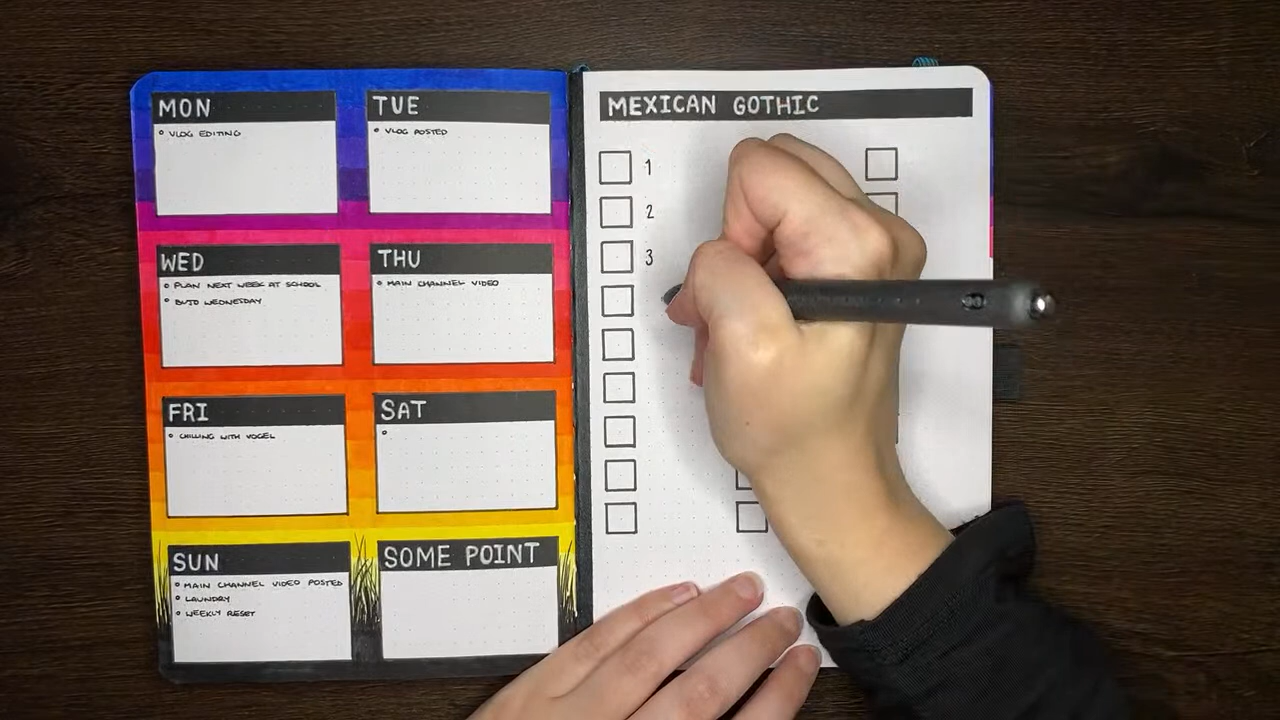 MON
VLOG EDITING
TUE
VLOG POSTED
WED
PLAN NEXT WEEK AT SCHOOL
BUJO WEDNESDAY
THU
MAIN CHANNEL VIDEO
FRI
CHILLING WITH VOGEL
SAT
SUN
MAIN CHANNEL VIDEO POSTED
LAUNDRY
WEEKLY RESET
SOME POINT
MEXICAN GOTHIC
1
2
3